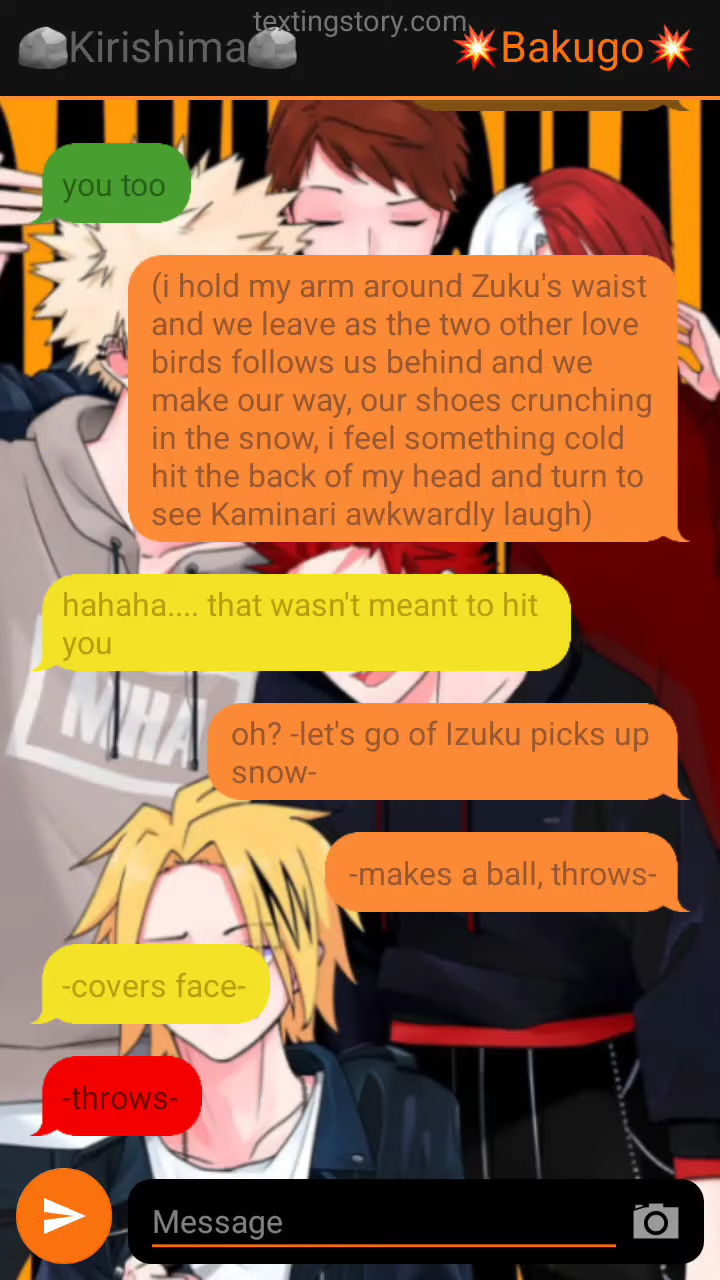 textingstory.com
🪨Kirishima🪨 💥Bakugo💥
you too
(i hold my arm around Zuku's waist
and we leave as the two other love
birds follows us behind and we
make our way, our shoes crunching
in the snow, i feel something cold
hit the back of my head and turn to
see Kaminari awkwardly laugh)
hahaha.... that wasn't meant to hit
you
MHA
oh? -let's go of Izuku picks up
snow-
-makes a ball, throws-
-covers face-
-throws-
Message